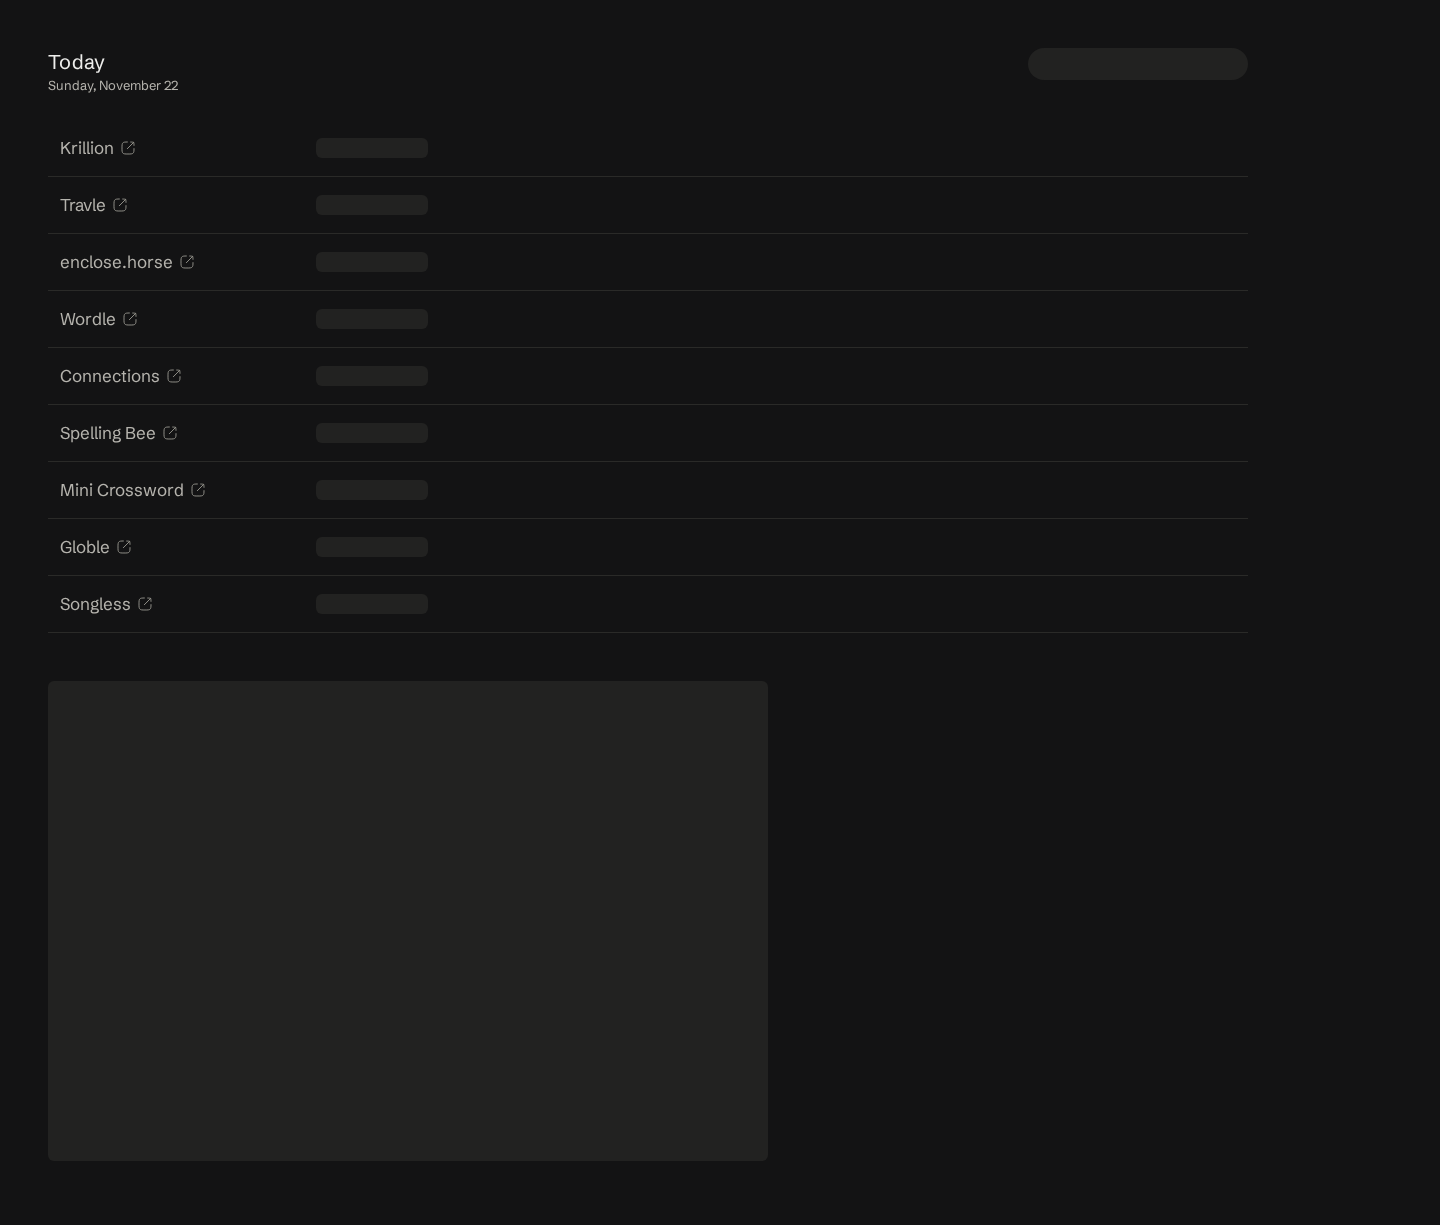 Today
Sunday, November 22
Krillion
Travle
enclose.horse
Wordle
Connections
Spelling Bee
Mini Crossword
Globle
Songless